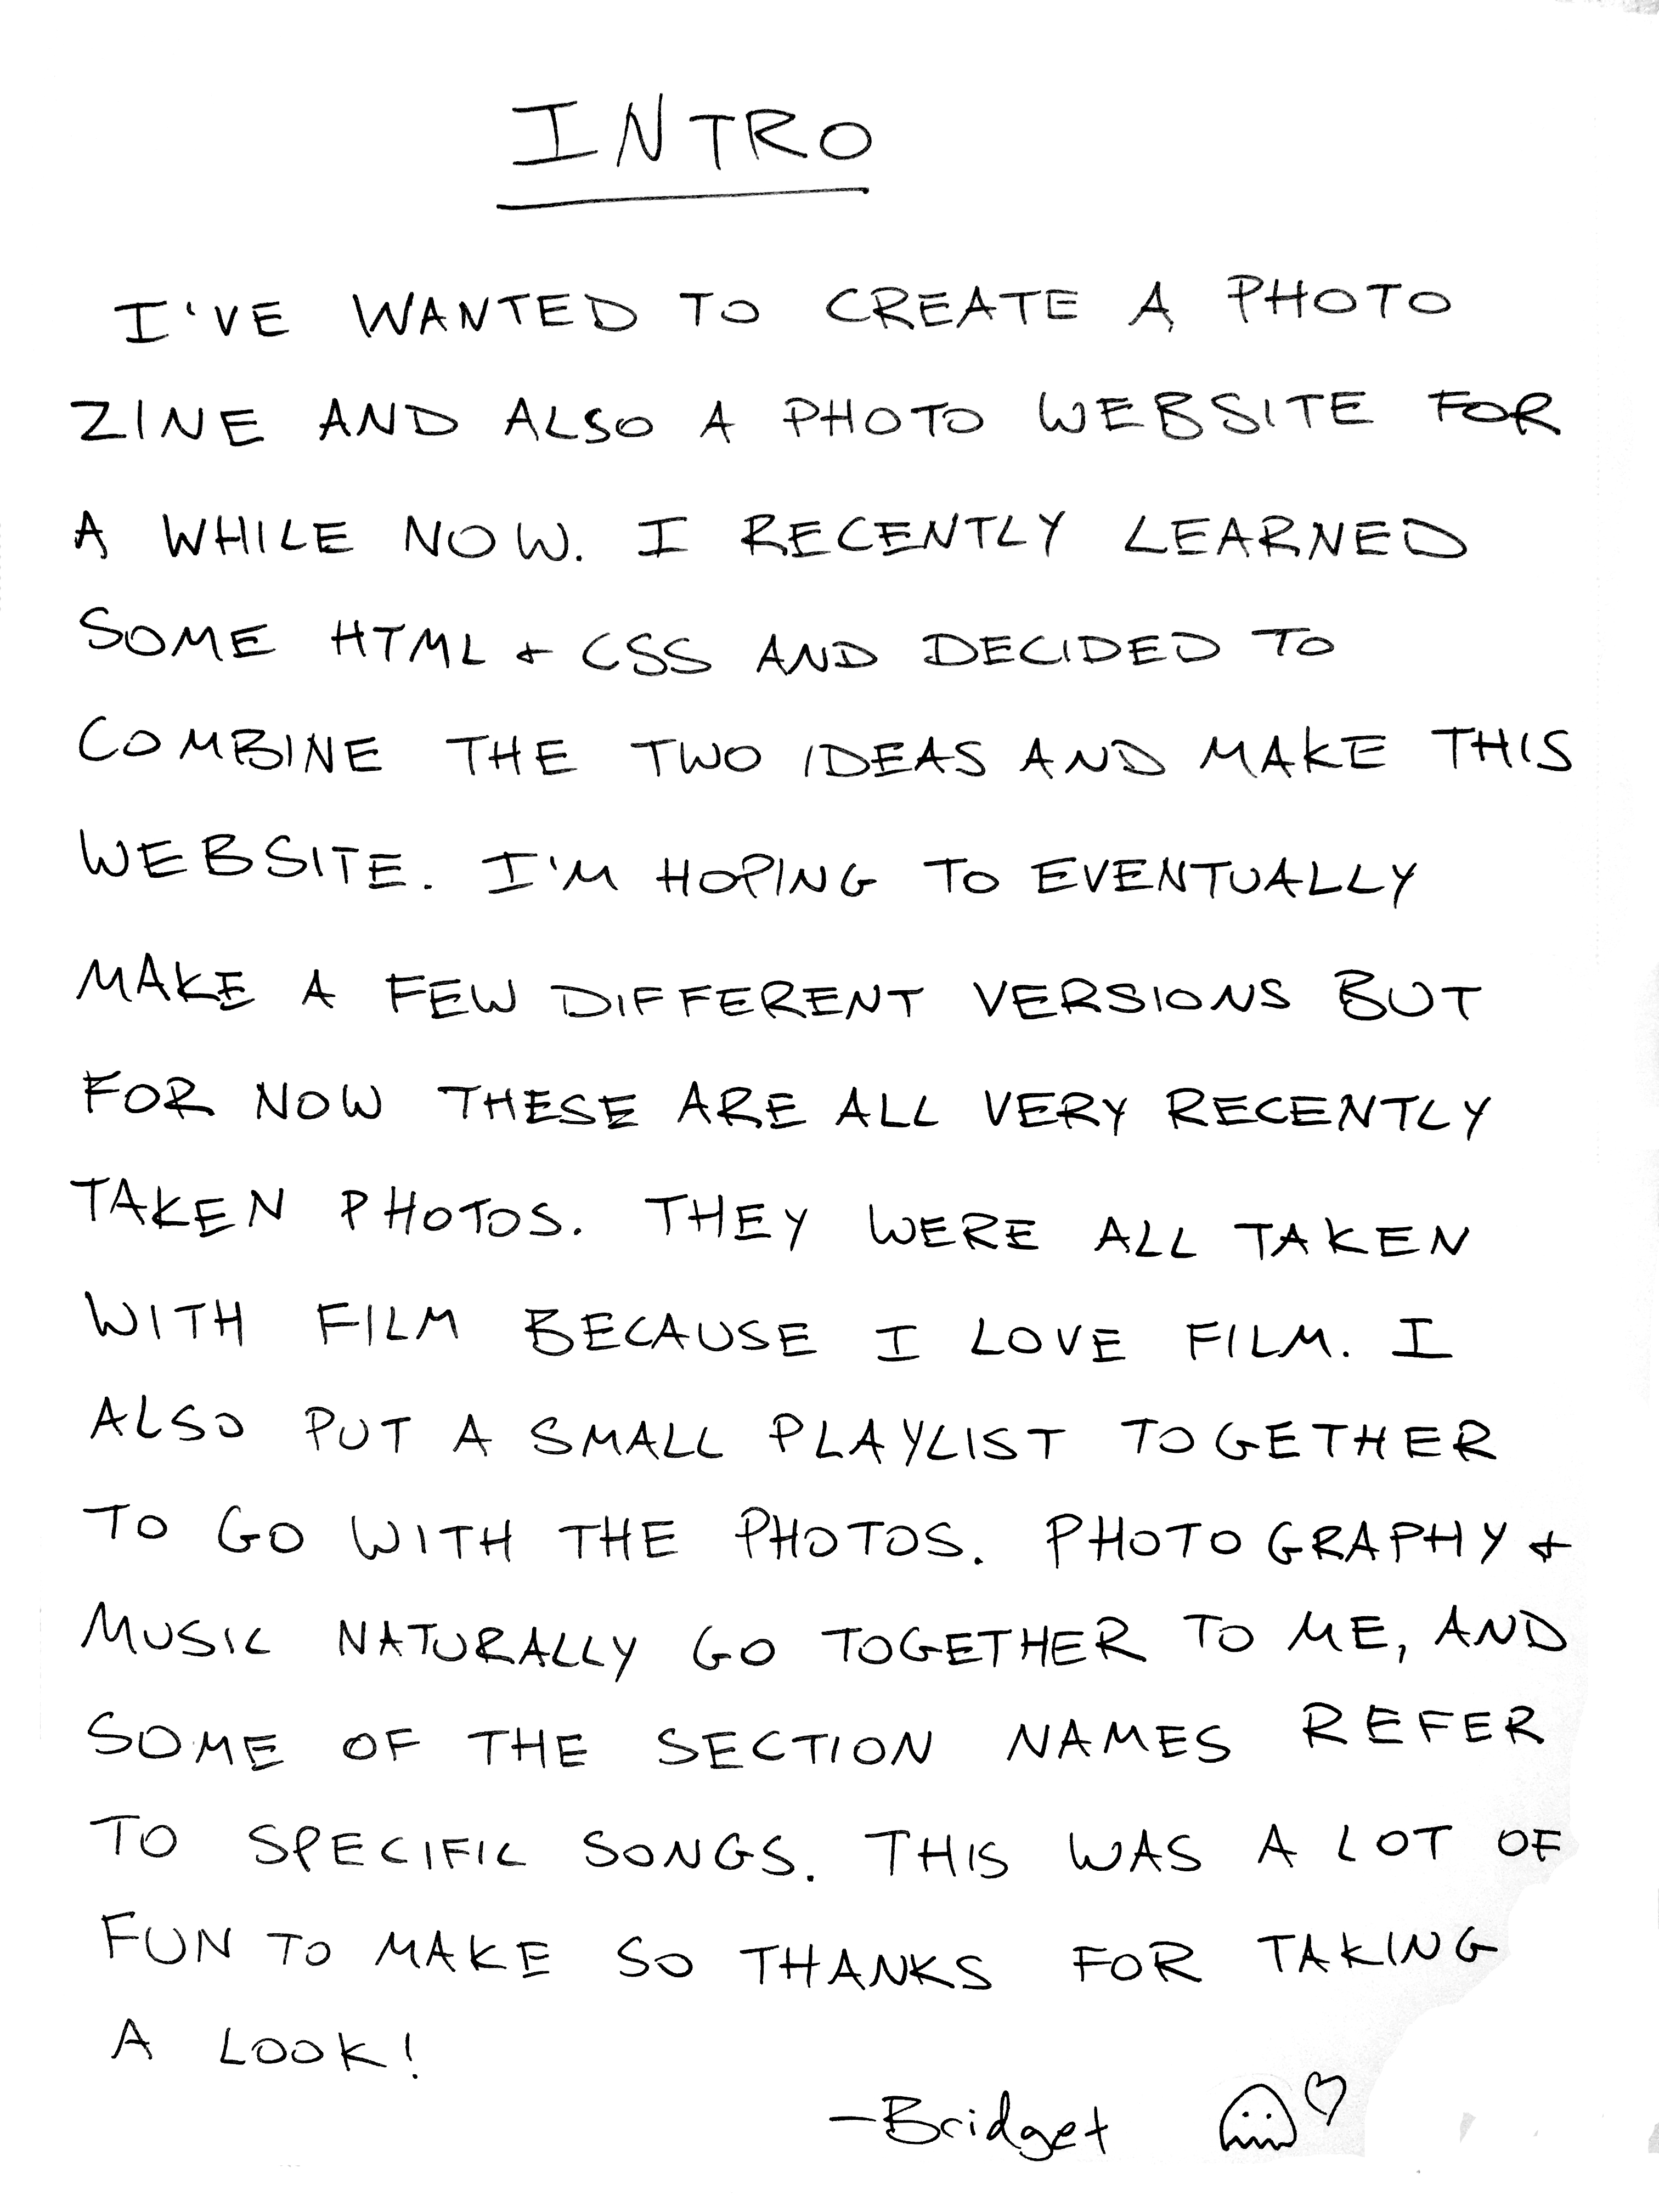 INTRO
I'VE WANTED TO CREATE A PHOTO
ZINE AND ALSO A PHOTO WEBSITE FOR
A WHILE NOW. I RECENTLY LEARNED
SOME HTML & CSS AND DECIDED TO
COMBINE THE TWO IDEAS AND MAKE THIS
WEBSITE. I'M HOPING TO EVENTUALLY
MAKE A FEW DIFFERENT VERSIONS BUT
FOR NOW THESE ARE ALL VERY RECENTLY
TAKEN PHOTOS. THEY WERE ALL TAKEN
WITH FILM BECAUSE I LOVE FILM. I
ALSO PUT A SMALL PLAYLIST TOGETHER
TO GO WITH THE PHOTOS. PHOTOGRAPHY &
MUSIC NATURALLY GO TOGETHER TO ME, AND
SOME OF THE SECTION NAMES REFER
TO SPECIFIC SONGS. THIS WAS A LOT OF
FUN TO MAKE SO THANKS FOR TAKING
A LOOK!
-Bridget